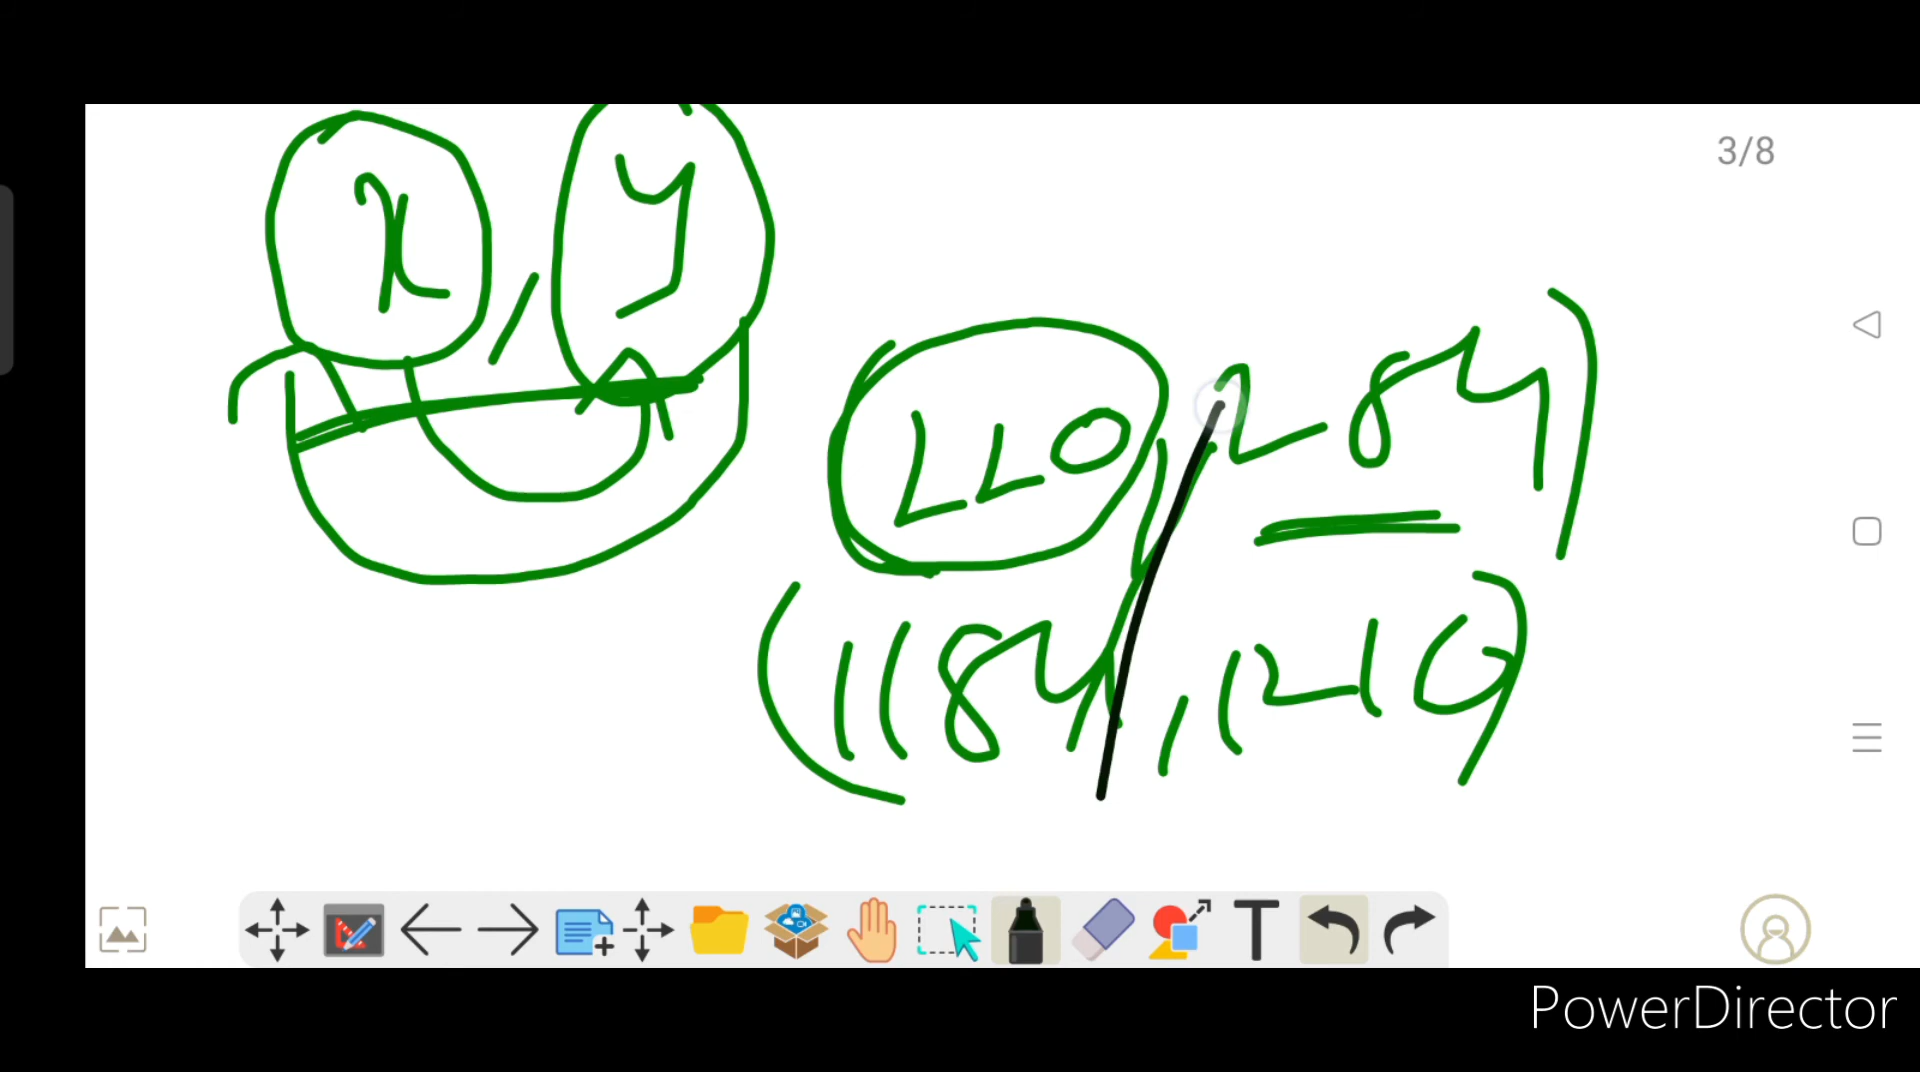 3/8
x, y
(220, 284)
(1184, 1210)
T
PowerDirector